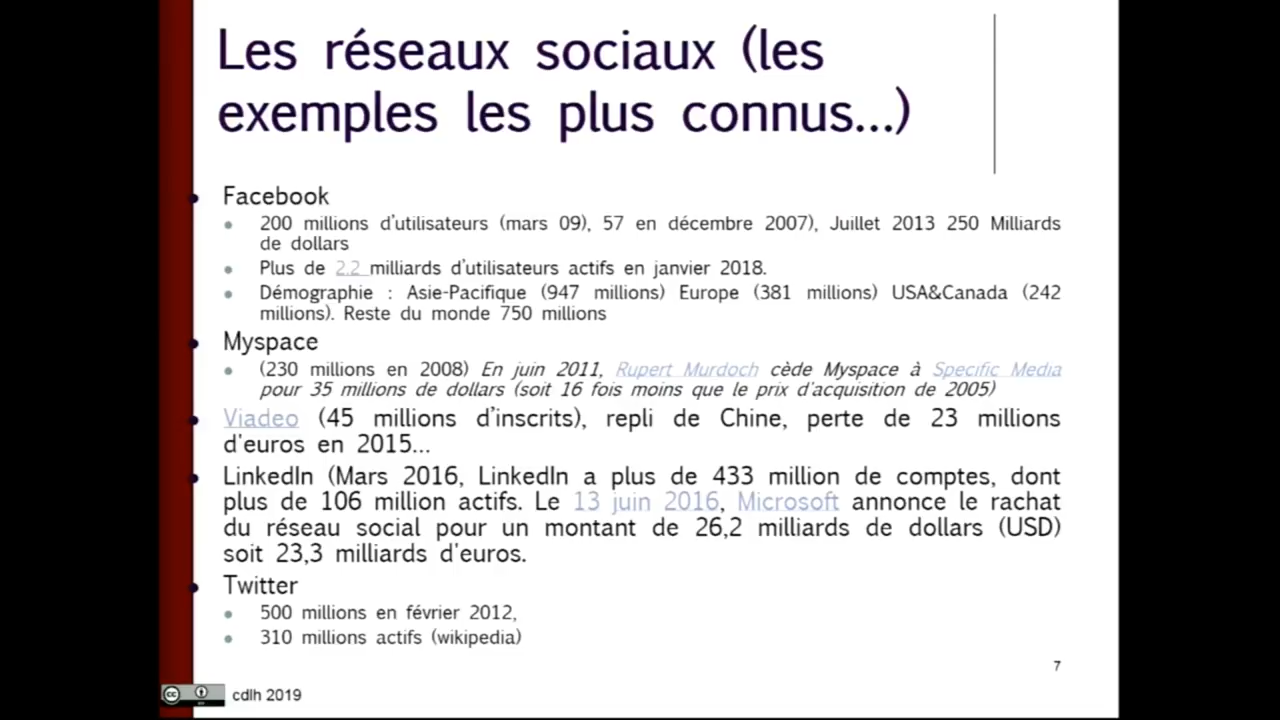 Les réseaux sociaux (les
exemples les plus connus...)
Facebook
200 millions d'utilisateurs (mars 09), 57 en décembre 2007), Juillet 2013 250 Milliards
de dollars
Plus de 2.2 milliards d'utilisateurs actifs en janvier 2018.
Démographie : Asie-Pacifique (947 millions) Europe (381 millions) USA&Canada (242
millions). Reste du monde 750 millions
Myspace
(230 millions en 2008) En juin 2011, Rupert Murdoch cède Myspace à Specific Media
pour 35 millions de dollars (soit 16 fois moins que le prix d'acquisition de 2005)
Viadeo (45 millions d'inscrits), repli de Chine, perte de 23 millions
d'euros en 2015...
LinkedIn (Mars 2016, LinkedIn a plus de 433 million de comptes, dont
plus de 106 million actifs. Le 13 juin 2016, Microsoft annonce le rachat
du réseau social pour un montant de 26,2 milliards de dollars (USD)
soit 23,3 milliards d'euros.
Twitter
500 millions en février 2012,
310 millions actifs (wikipedia)
7
cc
cdlh 2019